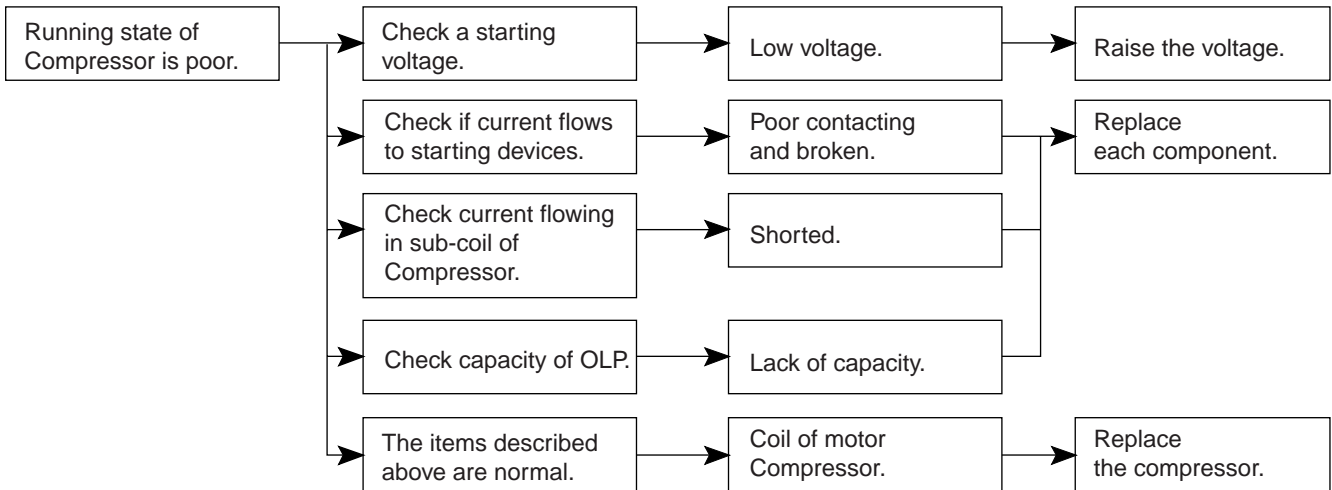 Running state of
Compressor is poor.
Check a starting
voltage.
Low voltage.
Raise the voltage.
Check if current flows
to starting devices.
Poor contacting
and broken.
Replace
each component.
Check current flowing
in sub-coil of
Compressor.
Shorted.
Check capacity of OLP.
Lack of capacity.
The items described
above are normal.
Coil of motor
Compressor.
Replace
the compressor.